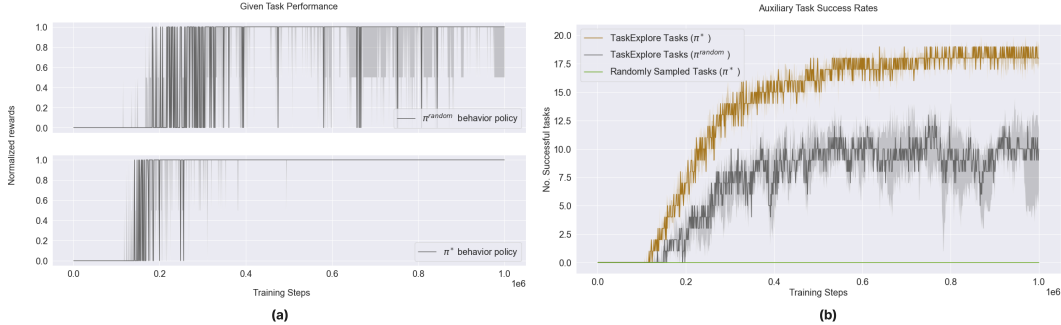 Given Task Performance
1.0
0.8
0.6
0.4
0.2
0.0
π^random behavior policy
Normalized rewards
1.0
0.8
0.6
0.4
0.2
0.0
π* behavior policy
0.0 0.2 0.4 0.6 0.8 1.0
1e6
Training Steps
(a)
Auxiliary Task Success Rates
20.0
17.5
15.0
12.5
10.0
7.5
5.0
2.5
0.0
No. Successful tasks
TaskExplore Tasks (π*)
TaskExplore Tasks (π^random)
Randomly Sampled Tasks (π*)
0.0 0.2 0.4 0.6 0.8 1.0
1e6
Training Steps
(b)